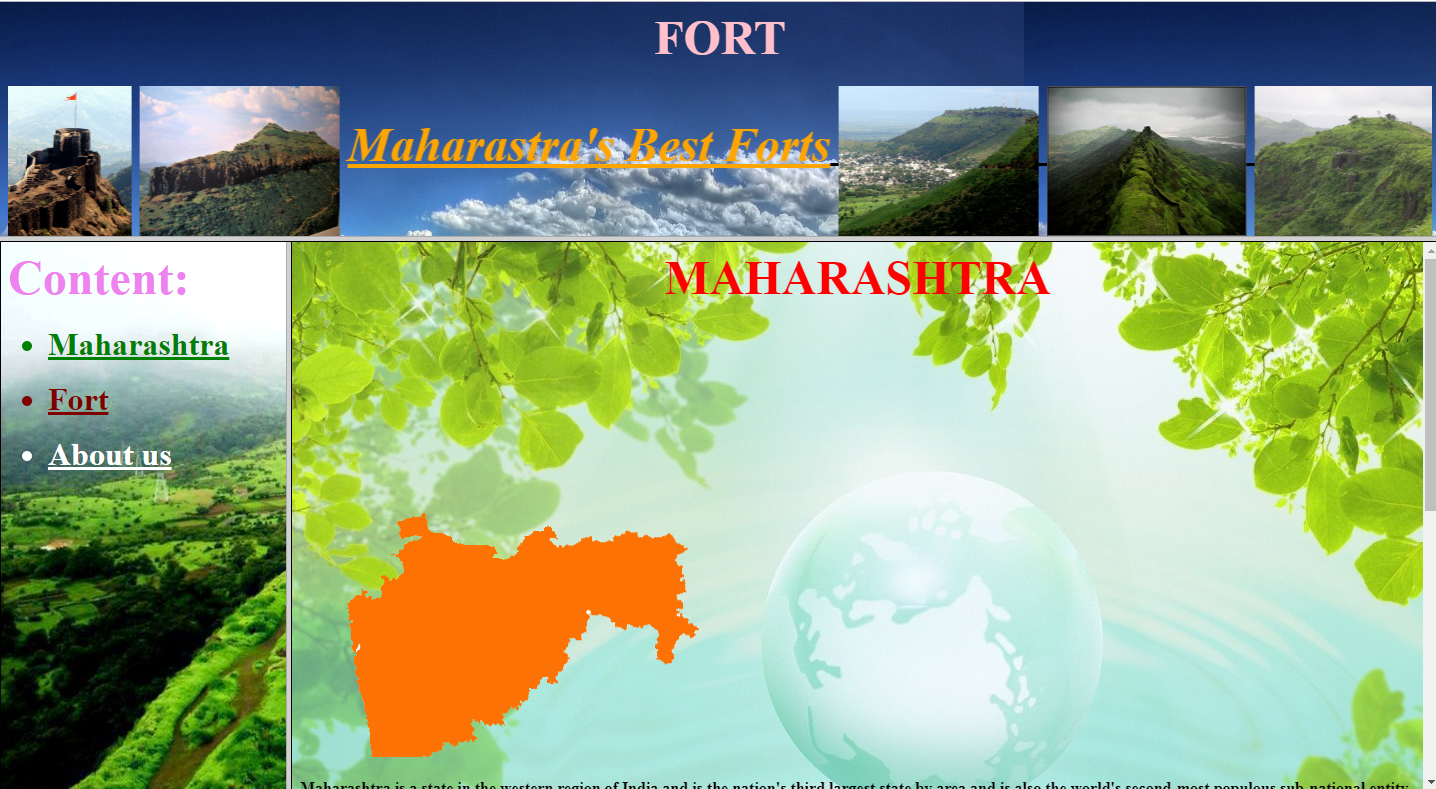 FORT
Maharastra's Best Forts
Content:
Maharashtra
Fort
About us
MAHARASHTRA
Maharashtra is a state in the western region of India and is the nation's third largest state by area and is also the world's second-most populous sub-national entity.